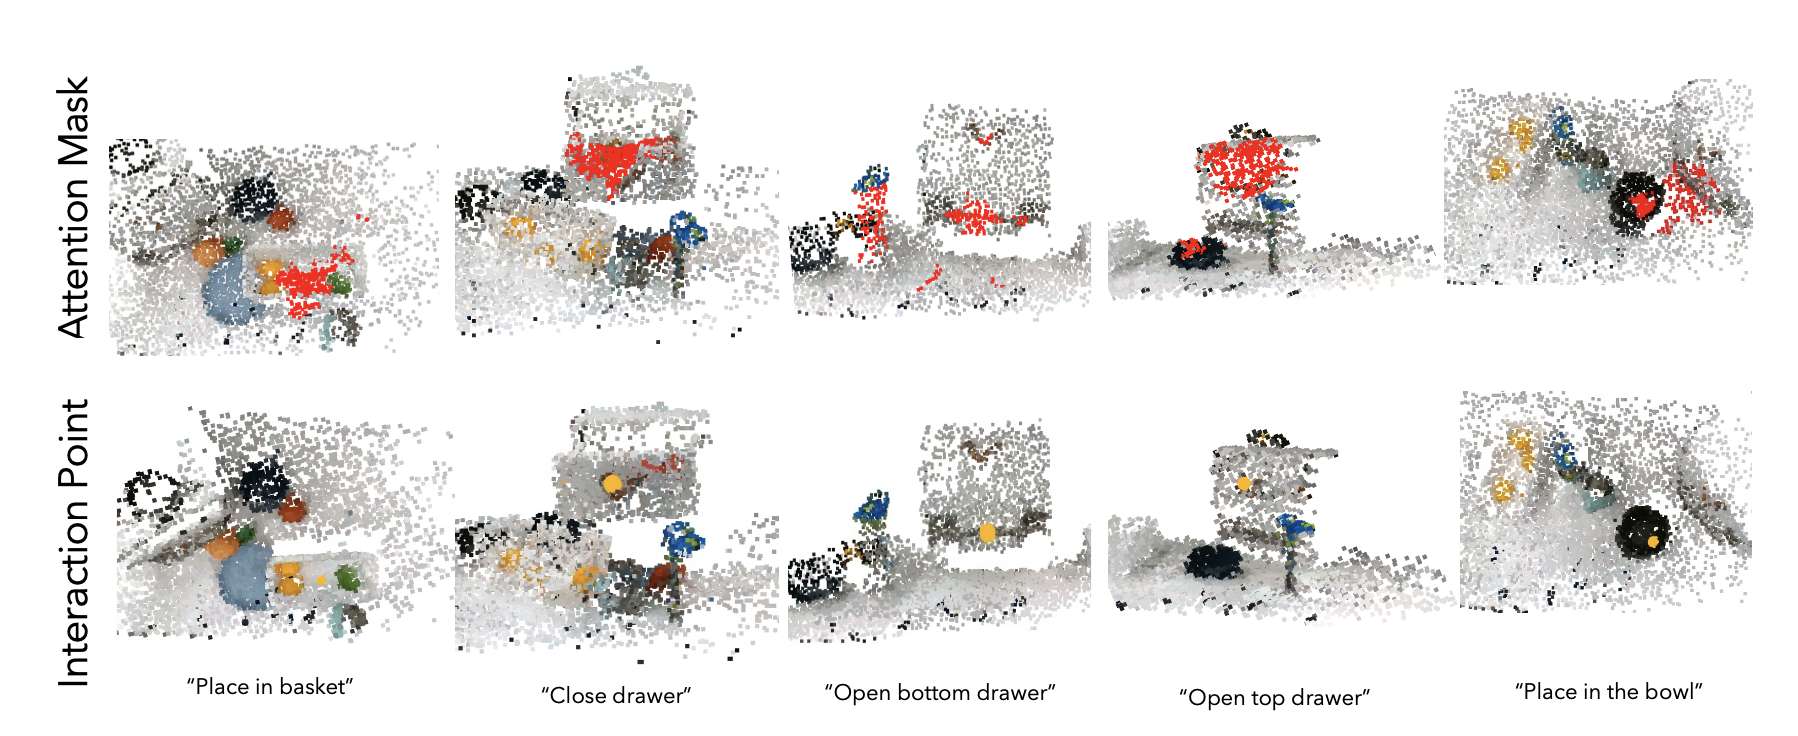 Attention Mask
Interaction Point
“Place in basket”
“Close drawer”
“Open bottom drawer”
“Open top drawer”
“Place in the bowl”